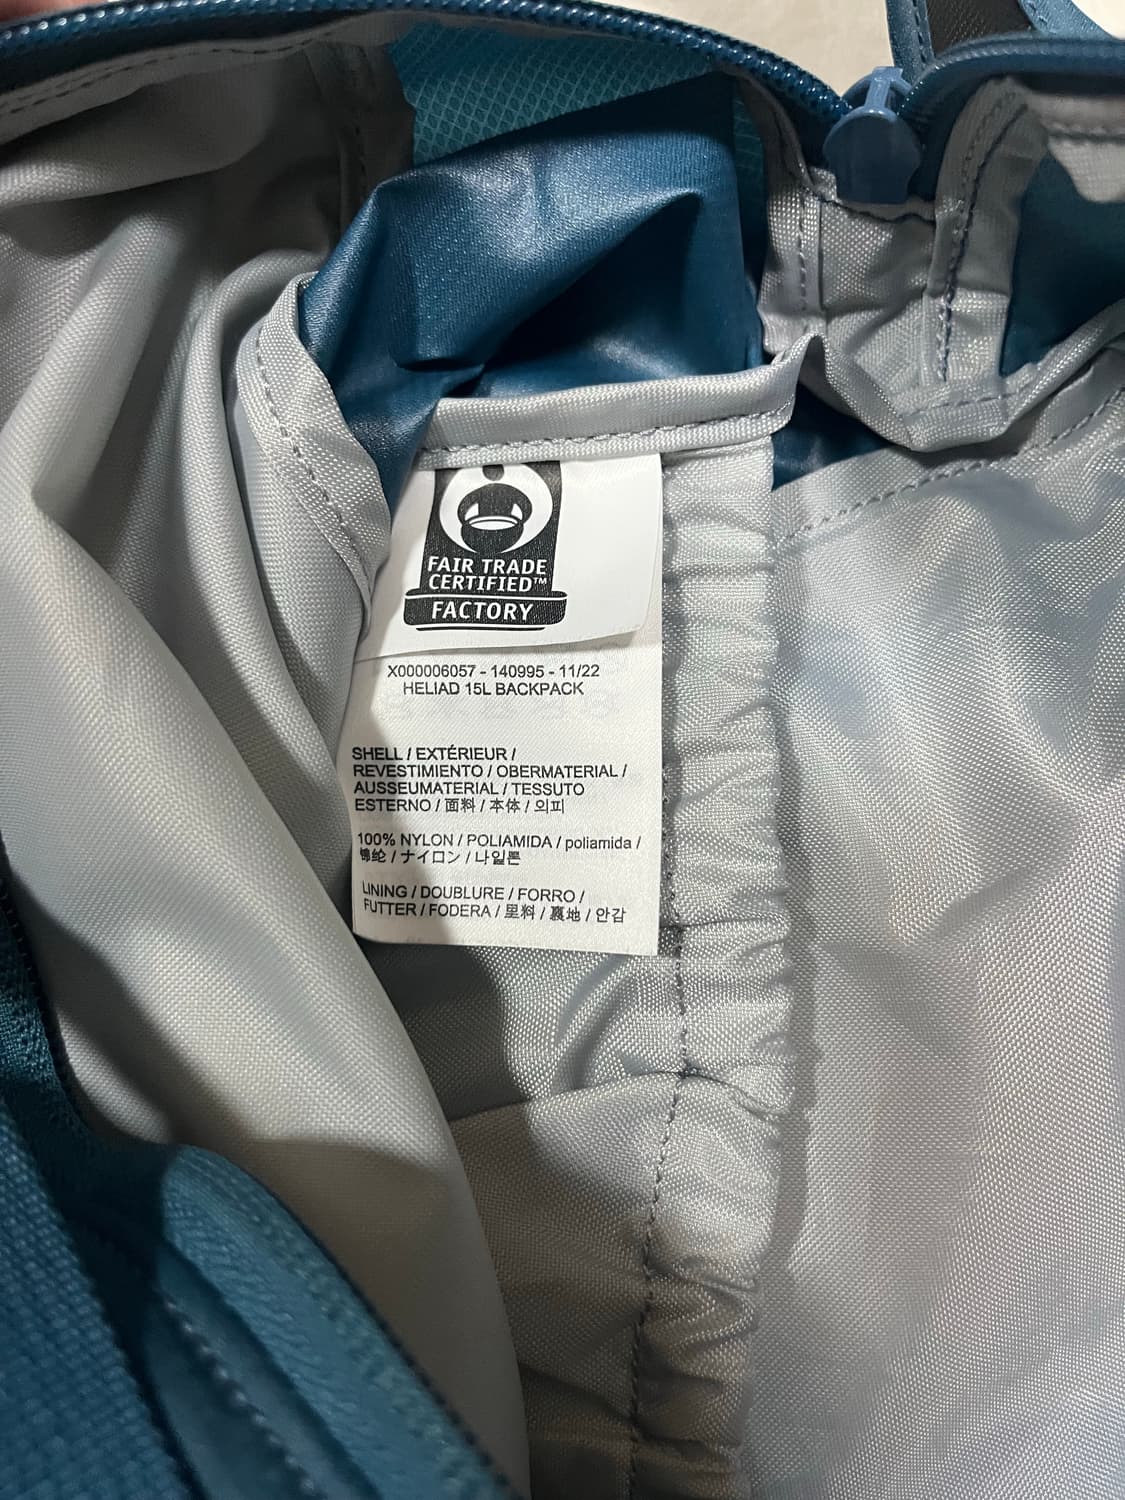 FAIR TRADE
CERTIFIED™
FACTORY
X000006057 - 140995 - 11/22
HELIAD 15L BACKPACK
SHELL / EXTÉRIEUR /
REVESTIMIENTO / OBERMATERIAL /
AUSSEUMATERIAL / TESSUTO
ESTERNO / 面料 / 本体 / 외피
100% NYLON / POLIAMIDA / poliamida /
锦纶 / ナイロン / 나일론
LINING / DOUBLURE / FORRO /
FUTTER / FODERA / 里料 / 裏地 / 안감